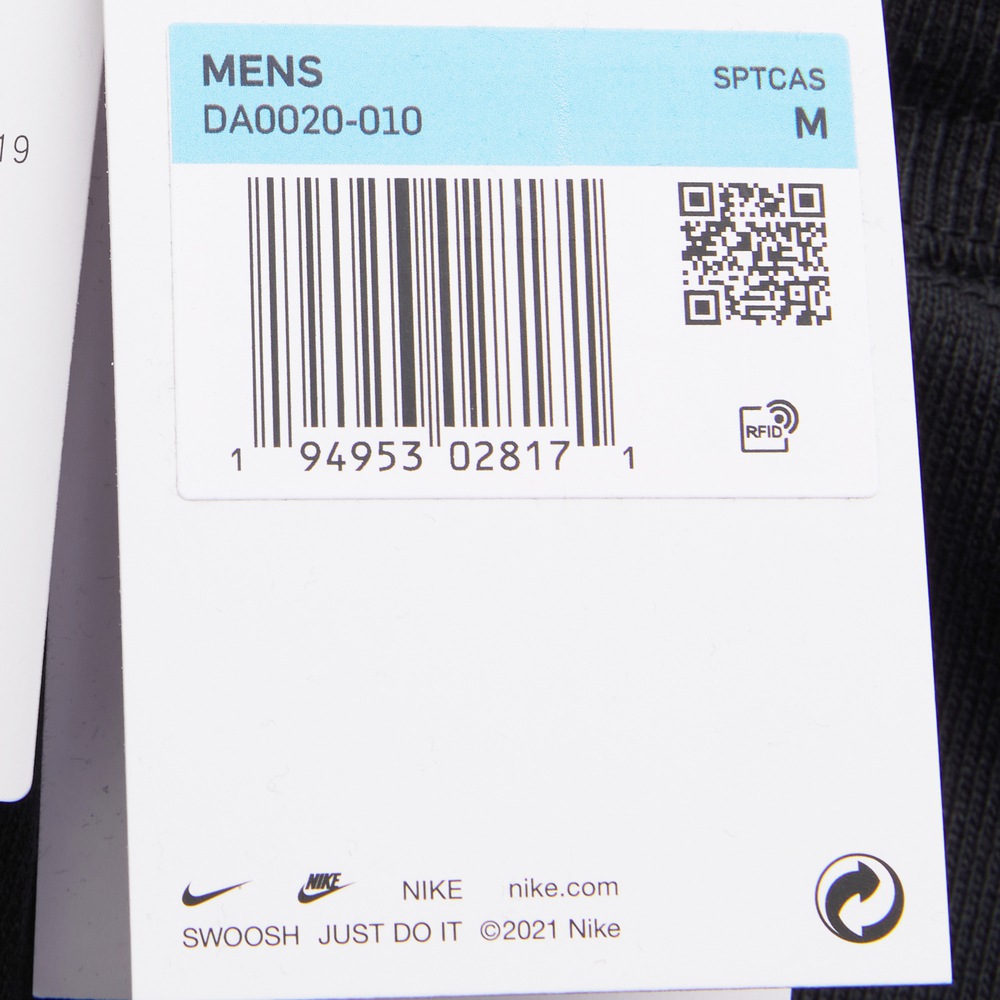 19
MENS
SPTCAS
DA0020-010
M
RFID
1 94953 02817 1
NIKE NIKE nike.com
SWOOSH JUST DO IT ©2021 Nike